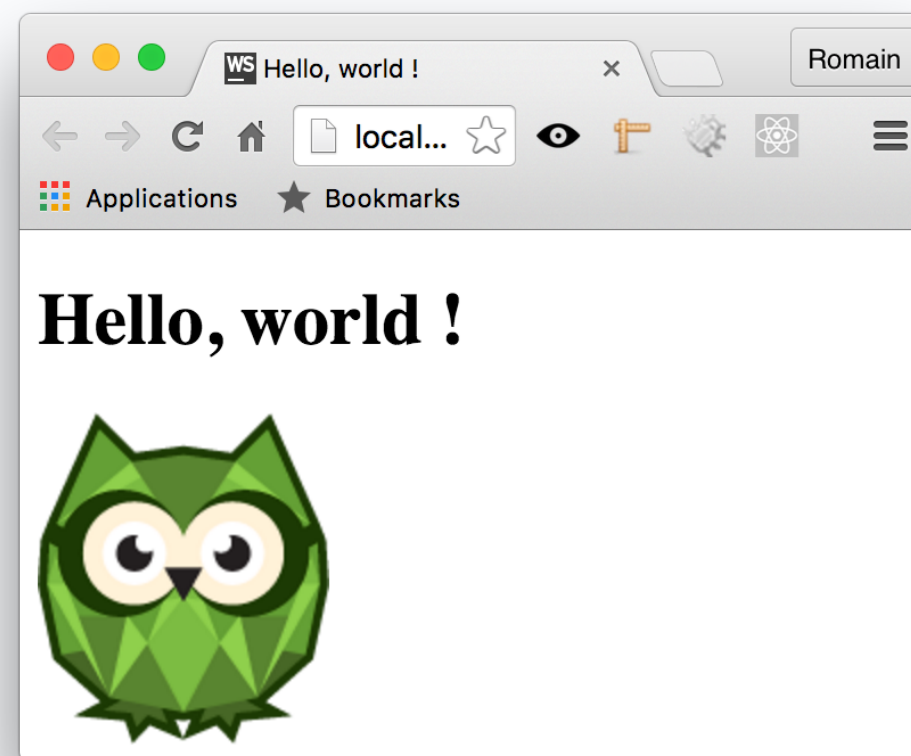 WS Hello, world !
Romain
local...
Applications
Bookmarks
Hello, world !